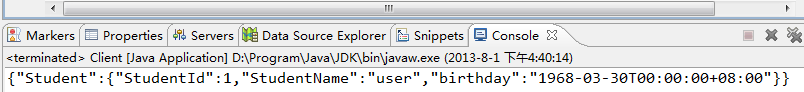 Markers Properties Servers Data Source Explorer Snippets Console
<terminated> Client [Java Application] D:\Program\Java\JDK\bin\javaw.exe (2013-8-1 下午4:40:14)
{"Student":{"StudentId":1,"StudentName":"user","birthday":"1968-03-30T00:00:00+08:00"}}